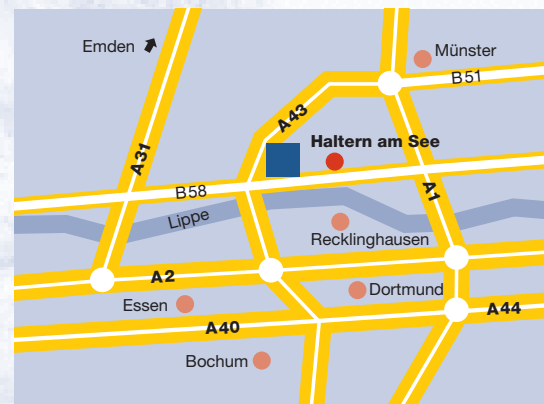 Emden
Münster
B51
A43
Haltern am See
A31
B58
A1
Lippe
Recklinghausen
A2
Dortmund
Essen
A44
A40
Bochum